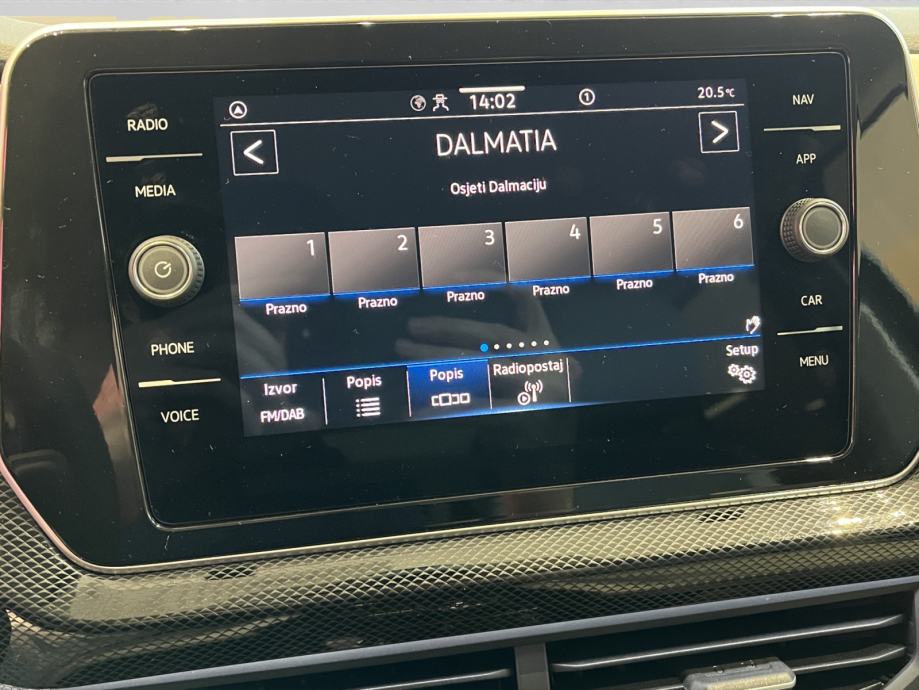 RADIO
MEDIA
PHONE
VOICE
14:02
1
20.5°C
DALMATIA
Osjeti Dalmaciju
1 2 3 4 5 6
Prazno Prazno Prazno Prazno Prazno Prazno
Izvor
FM/DAB
Popis
Popis
Radiopostaj
Setup
NAV
APP
CAR
MENU